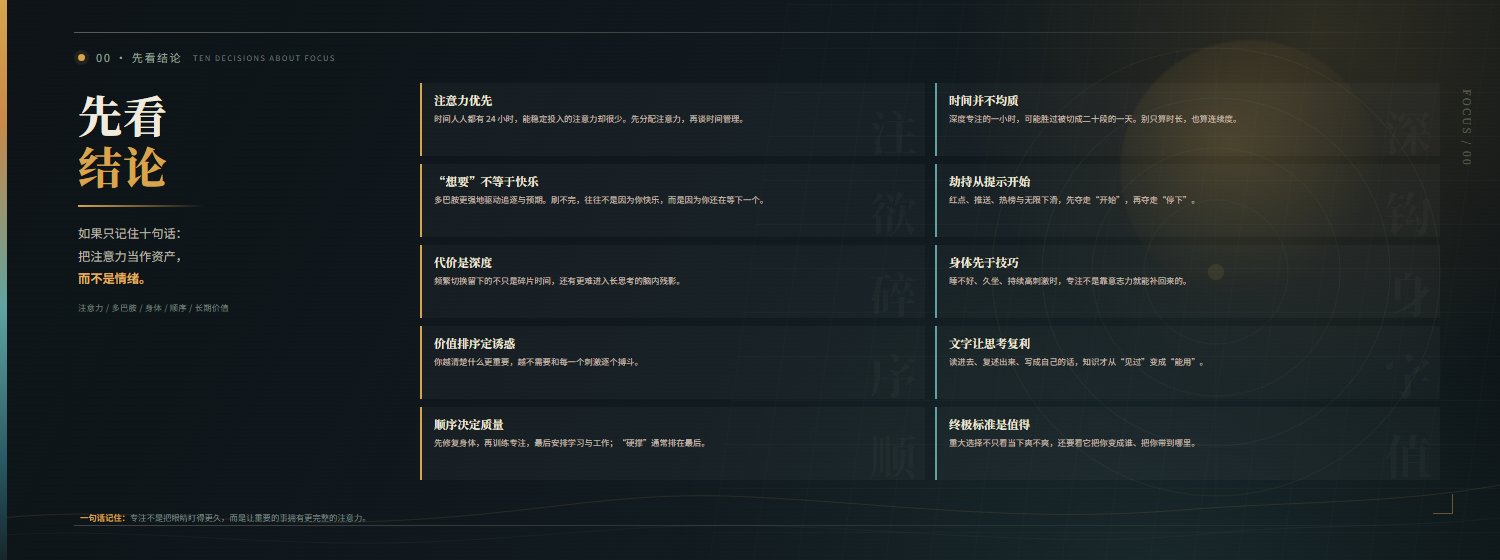 00 · 先看结论 TEN DECISIONS ABOUT FOCUS
先看
结论
如果只记住十句话：
把注意力当作资产，
而不是情绪。
注意力 / 多巴胺 / 身体 / 顺序 / 长期价值
注意力优先
时间人人都有 24 小时，能稳定投入的注意力却很少。先分配注意力，再谈时间管理。
注
时间并不均质
深度专注的一小时，可能胜过被切成二十段的一天。别只算时长，也算连续度。
深
“想要”不等于快乐
多巴胺更强地驱动追逐与预期。刷不完，往往不是因为你快乐，而是因为你还在等下一个。
欲
劫持从提示开始
红点、推送、热榜与无限下滑，先夺走“开始”，再夺走“停下”。
钩
代价是深度
频繁切换留下的不只是碎片时间，还有更难进入长思考的脑内残影。
碎
身体先于技巧
睡不好、久坐、持续高刺激时，专注不是靠意志力就能补回来的。
身
价值排序定诱惑
你越清楚什么更重要，越不需要和每一个刺激逐个搏斗。
序
文字让思考复利
读进去、复述出来、写成自己的话，知识才从“见过”变成“能用”。
字
顺序决定质量
先修复身体，再训练专注，最后安排学习与工作；“硬撑”通常排在最后。
顺
终极标准是值得
重大选择不只看当下爽不爽，还要看它把你变成谁、把你带到哪里。
值
FOCUS / 00
一句话记住：专注不是把眼睛盯得更久，而是让重要的事拥有更完整的注意力。